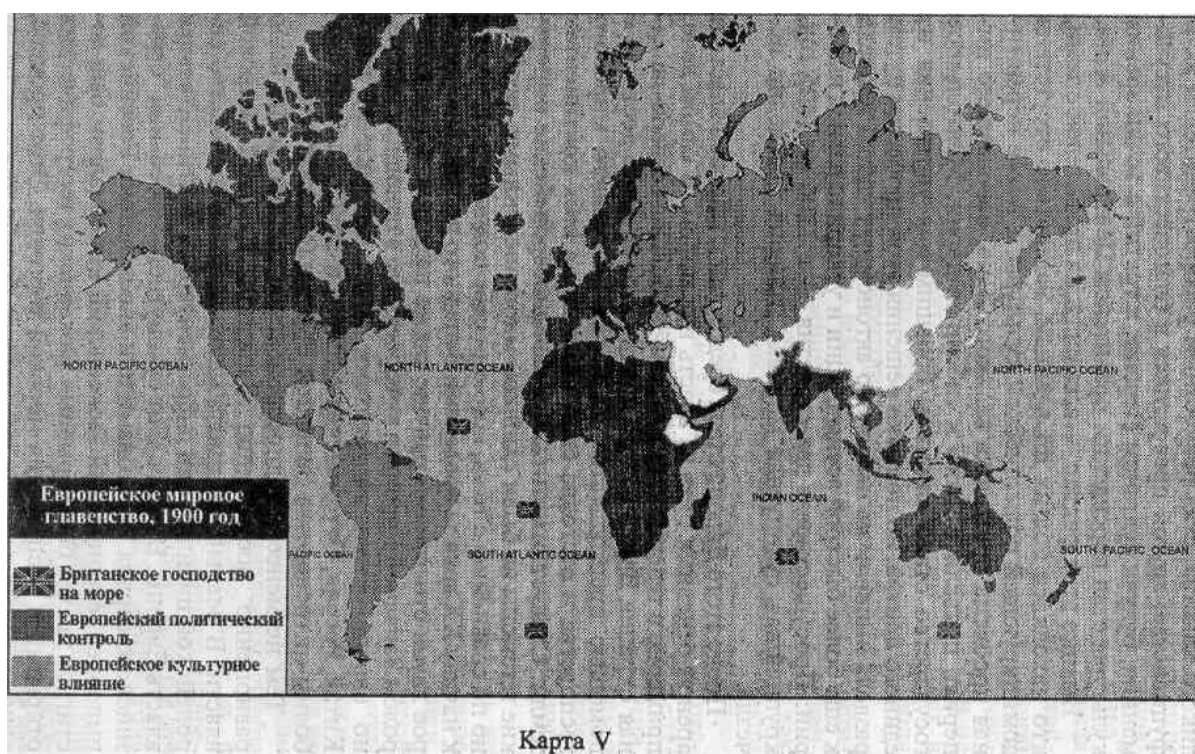 NORTH PACIFIC OCEAN
NORTH ATLANTIC OCEAN
NORTH PACIFIC OCEAN
INDIAN OCEAN
PACIFIC OCEAN
SOUTH ATLANTIC OCEAN
SOUTH PACIFIC OCEAN
Европейское мировое
главенство, 1900 год
Британское господство
на море
Европейский политический
контроль
Европейское культурное
влияние
Карта V